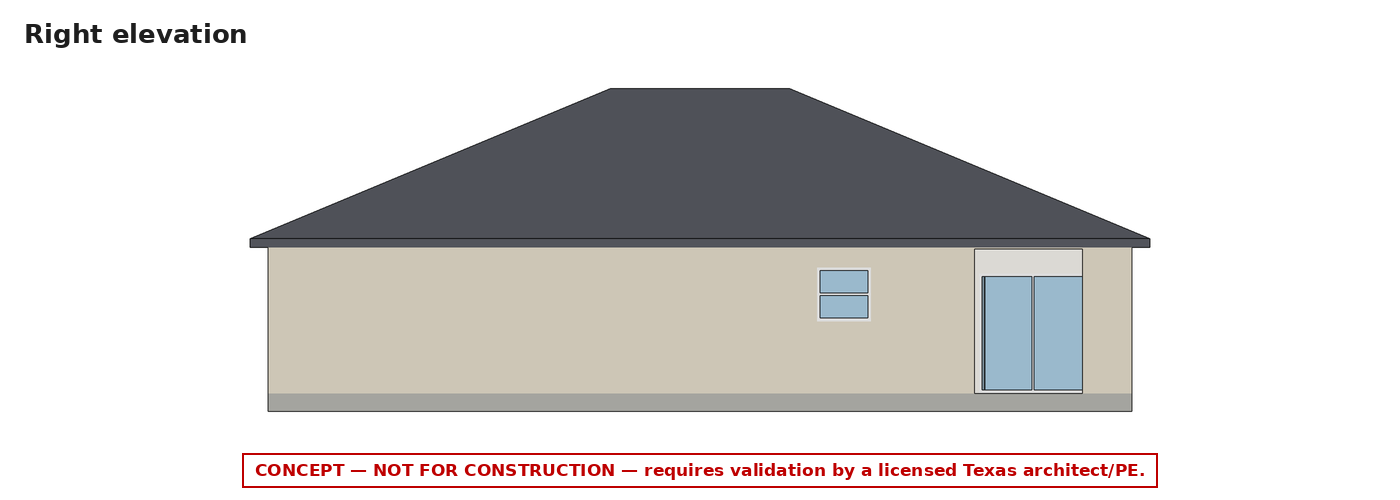 Right elevation
CONCEPT — NOT FOR CONSTRUCTION — requires validation by a licensed Texas architect/PE.